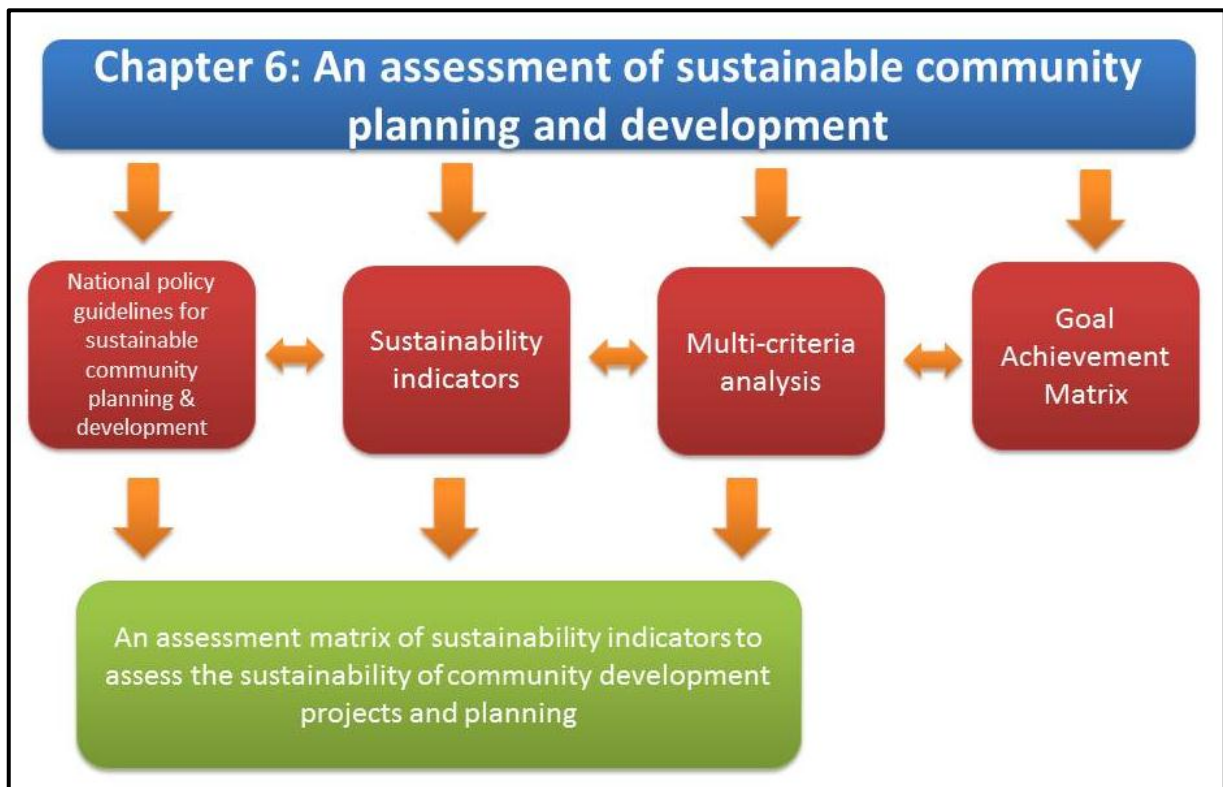 Chapter 6: An assessment of sustainable community
planning and development
National policy
guidelines for
sustainable
community
planning &
development
Sustainability
indicators
Multi-criteria
analysis
Goal
Achievement
Matrix
An assessment matrix of sustainability indicators to
assess the sustainability of community development
projects and planning